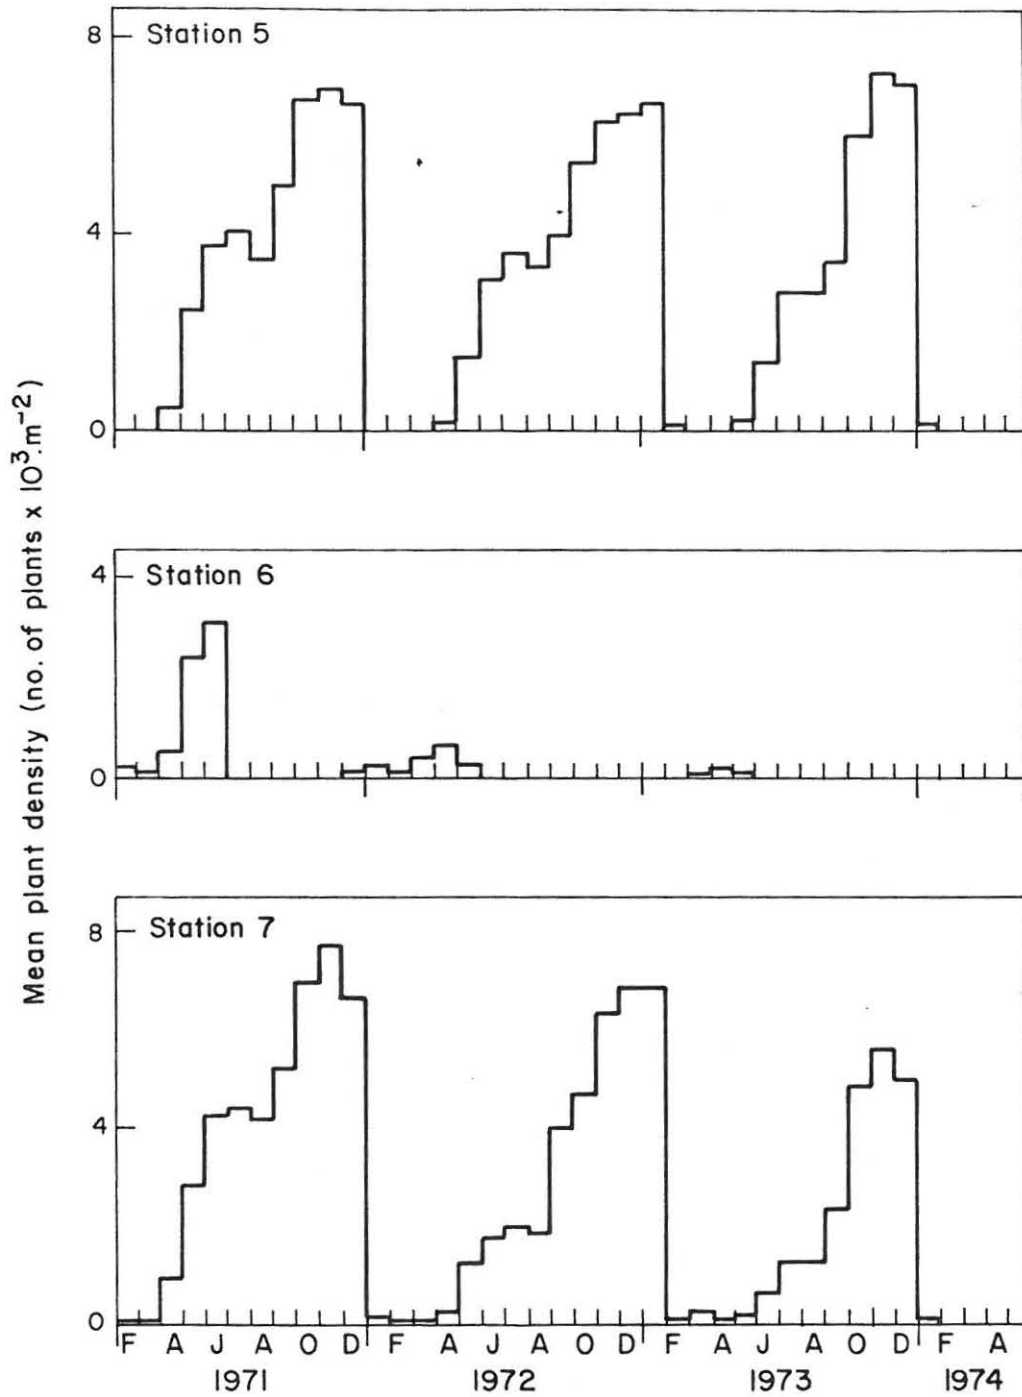 Mean plant density (no. of plants x 10³.m⁻²)
8
Station 5
4
0
4
Station 6
0
8
Station 7
4
0
F A J A O D F A J A O D F A J A O D F A
1971 1972 1973 1974